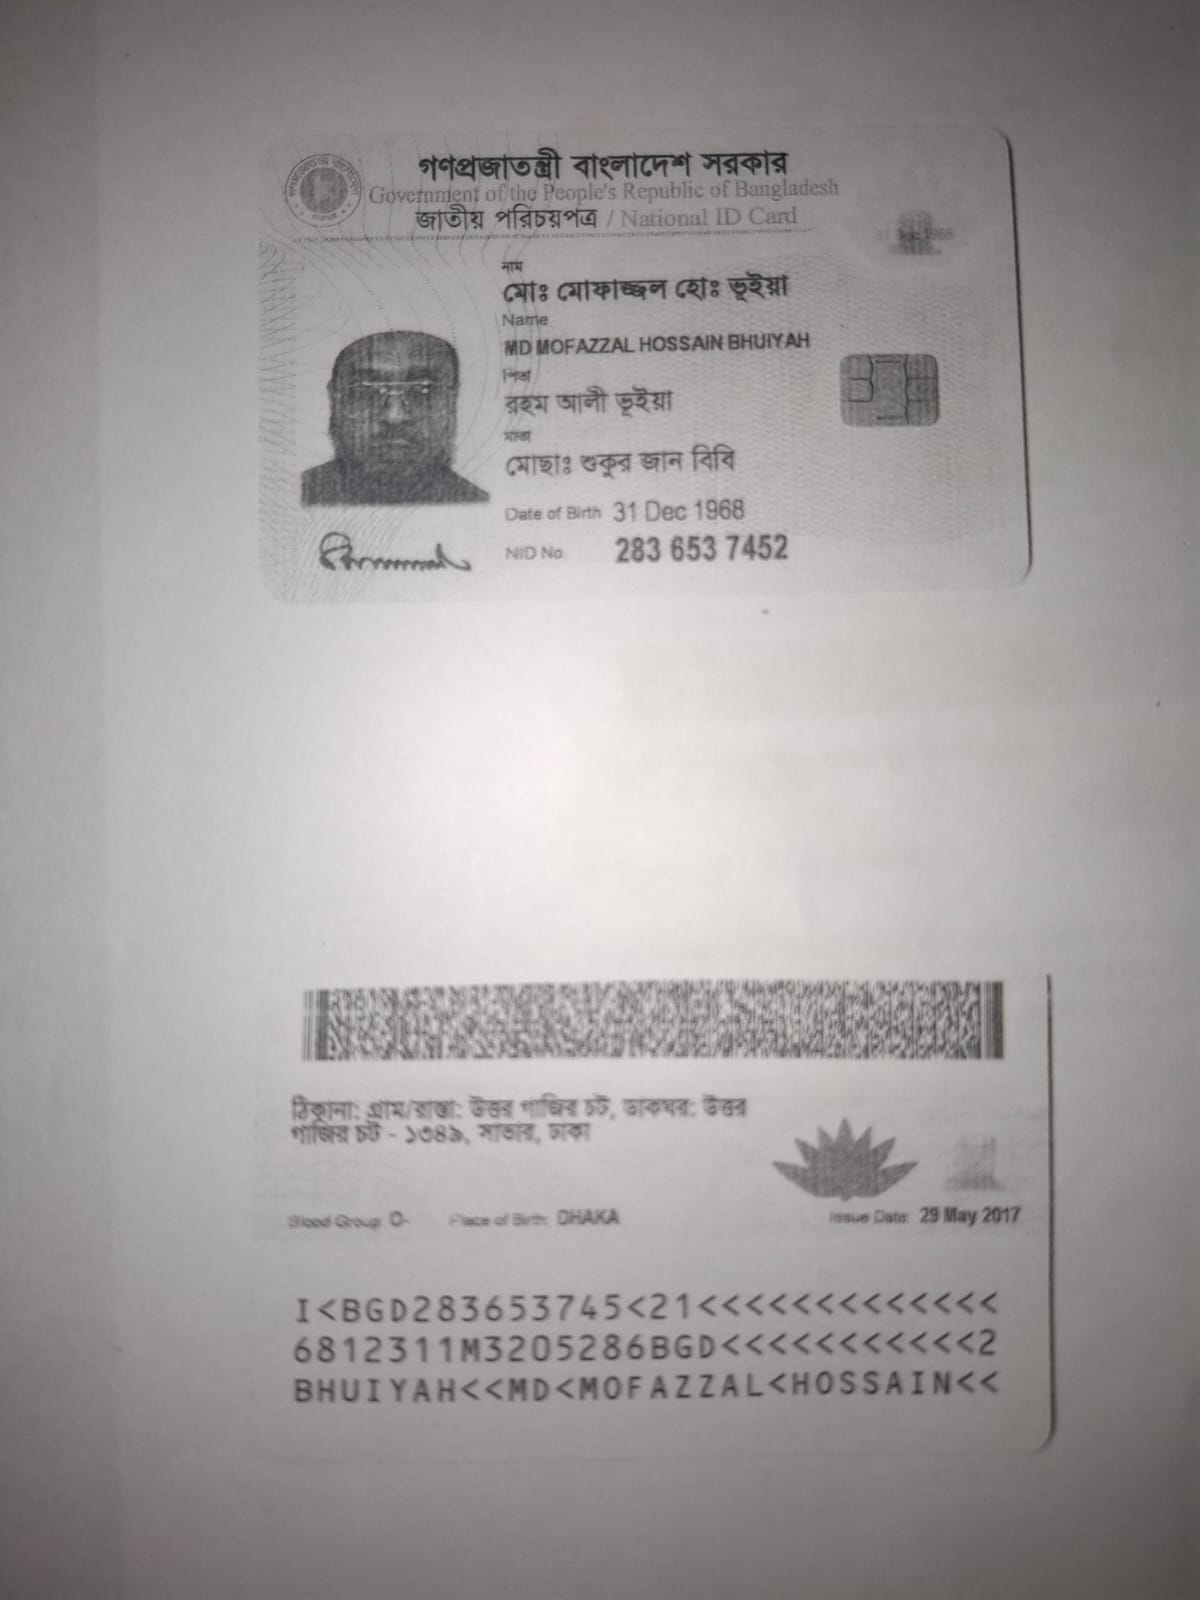 গণপ্রজাতন্ত্রী বাংলাদেশ সরকার
Government of the People's Republic of Bangladesh
জাতীয় পরিচয়পত্র / National ID Card
31 Dec 1968
নাম
মোঃ মোফাজ্জল হোঃ ভূইয়া
Name
MD MOFAZZAL HOSSAIN BHUIYAH
পিতা
রহম আলী ভূইয়া
মাতা
মোছাঃ শুকুর জান বিবি
Date of Birth 31 Dec 1968
NID No. 283 653 7452
ঠিকানা: গ্রাম/রাস্তা: উত্তর গাজির চট, ডাকঘর: উত্তর
গাজির চট - ১৩৪৯, সাভার, ঢাকা
Blood Group: O- Place of Birth: DHAKA Issue Date: 29 May 2017
I<BGD283653745<21<<<<<<<<<<<<<
6812311M3205286BGD<<<<<<<<<<<2
BHUIYAH<<MD<MOFAZZAL<HOSSAIN<<